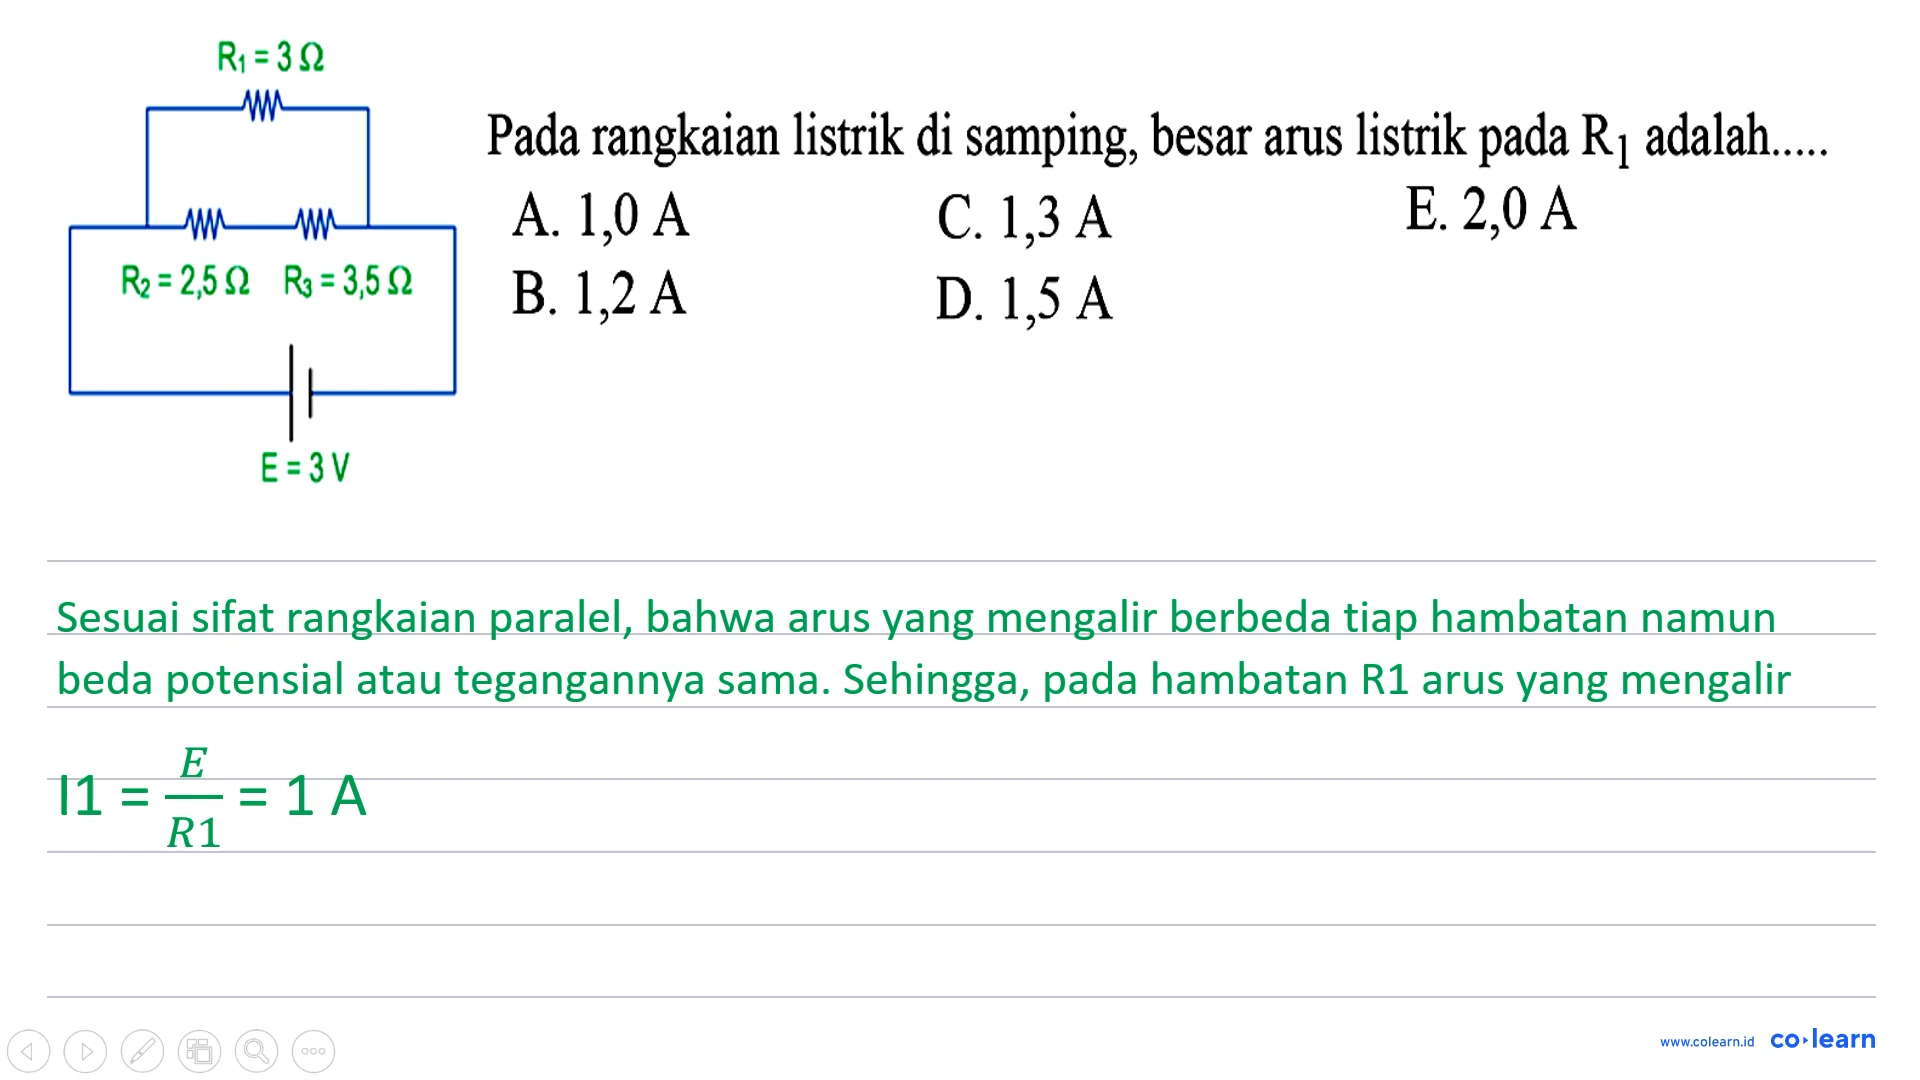 R₁ = 3 Ω
Pada rangkaian listrik di samping, besar arus listrik pada R₁ adalah.....
A. 1,0 A
C. 1,3 A
E. 2,0 A
R₂ = 2,5 Ω R₃ = 3,5 Ω
B. 1,2 A
D. 1,5 A
E = 3 V
Sesuai sifat rangkaian paralel, bahwa arus yang mengalir berbeda tiap hambatan namun
beda potensial atau tegangannya sama. Sehingga, pada hambatan R1 arus yang mengalir
I1 = E/R1 = 1 A
www.colearn.id co·learn